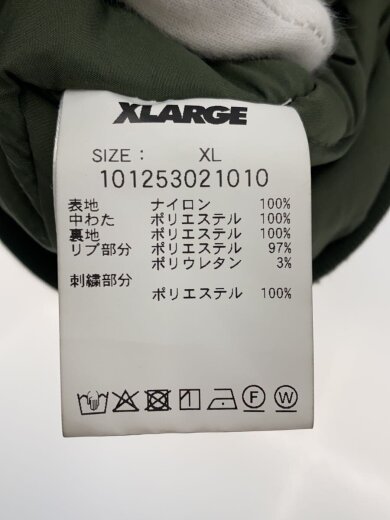 XLARGE
SIZE : XL
101253021010
表地 ナイロン 100%
中わた ポリエステル 100%
裏地 ポリエステル 100%
リブ部分 ポリエステル 97%
ポリウレタン 3%
刺繍部分
ポリエステル 100%
F W